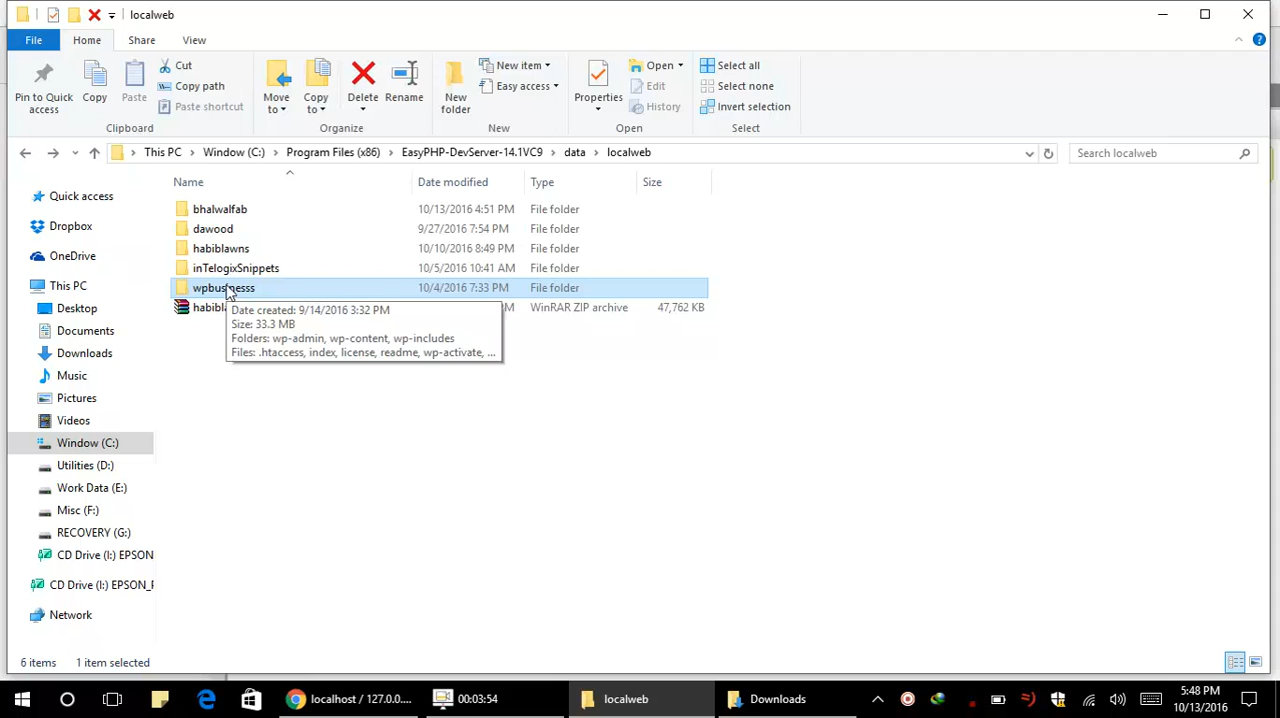 localweb
File Home Share View
Pin to Quick access
Copy
Paste
Cut
Copy path
Paste shortcut
Clipboard
Move to
Copy to
Delete
Rename
Organize
New folder
New item
Easy access
New
Properties
Open
Edit
History
Open
Select all
Select none
Invert selection
Select
This PC > Window (C:) > Program Files (x86) > EasyPHP-DevServer-14.1VC9 > data > localweb
Search localweb
Name Date modified Type Size
bhalwalfab 10/13/2016 4:51 PM File folder
dawood 9/27/2016 7:54 PM File folder
habiblawns 10/10/2016 8:49 PM File folder
inTelogixSnippets 10/5/2016 10:41 AM File folder
wpbusinesss 10/4/2016 7:33 PM File folder
habibla PM WinRAR ZIP archive 47,762 KB
Date created: 9/14/2016 3:32 PM
Size: 33.3 MB
Folders: wp-admin, wp-content, wp-includes
Files: .htaccess, index, license, readme, wp-activate, ...
Quick access
Dropbox
OneDrive
This PC
Desktop
Documents
Downloads
Music
Pictures
Videos
Window (C:)
Utilities (D:)
Work Data (E:)
Misc (F:)
RECOVERY (G:)
CD Drive (I:) EPSON
CD Drive (I:) EPSON_F
Network
6 items 1 item selected
localhost / 127.0.0....
00:03:54
localweb
Downloads
5:48 PM
10/13/2016